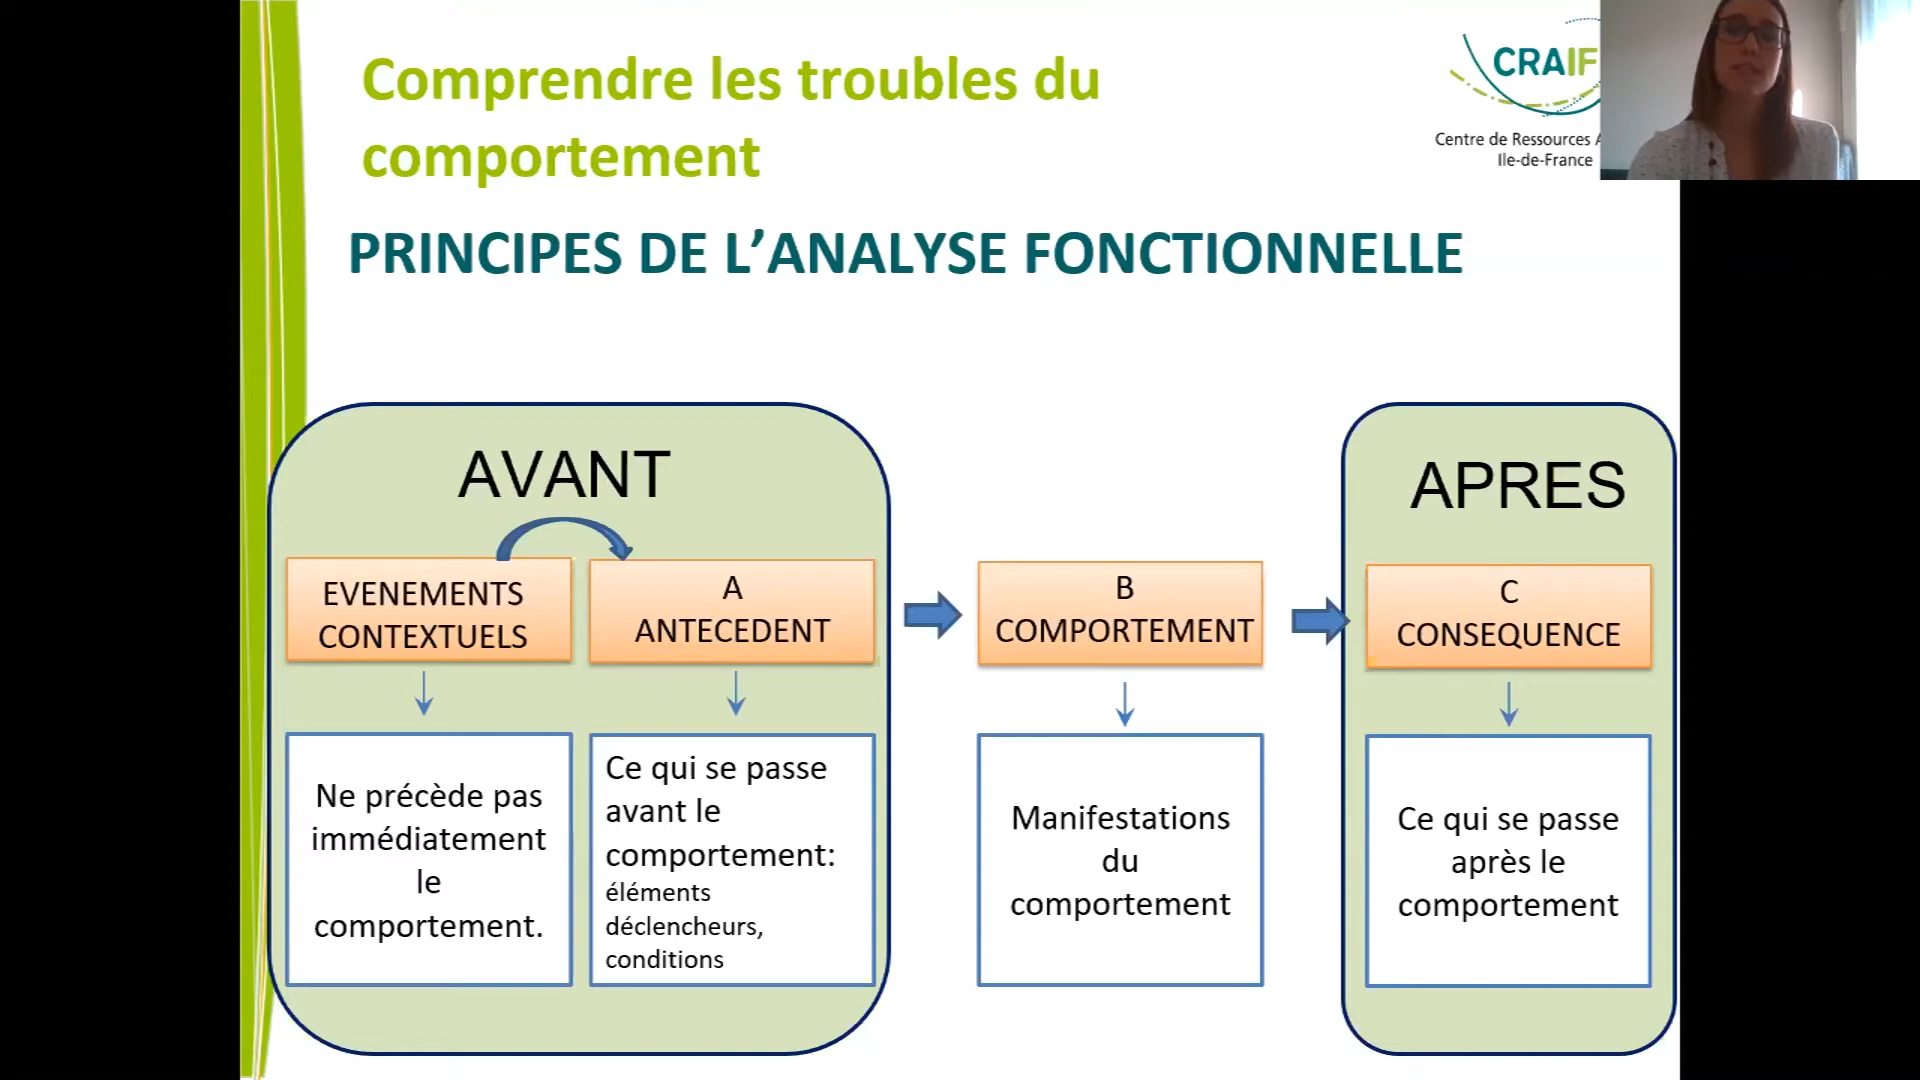 Comprendre les troubles du
comportement
CRAIF
Centre de Ressources
Ile-de-France
PRINCIPES DE L’ANALYSE FONCTIONNELLE
AVANT
EVENEMENTS
CONTEXTUELS
Ne précède pas
immédiatement
le
comportement.
A
ANTECEDENT
Ce qui se passe
avant le
comportement:
éléments
déclencheurs,
conditions
B
COMPORTEMENT
Manifestations
du
comportement
APRES
C
CONSEQUENCE
Ce qui se passe
après le
comportement